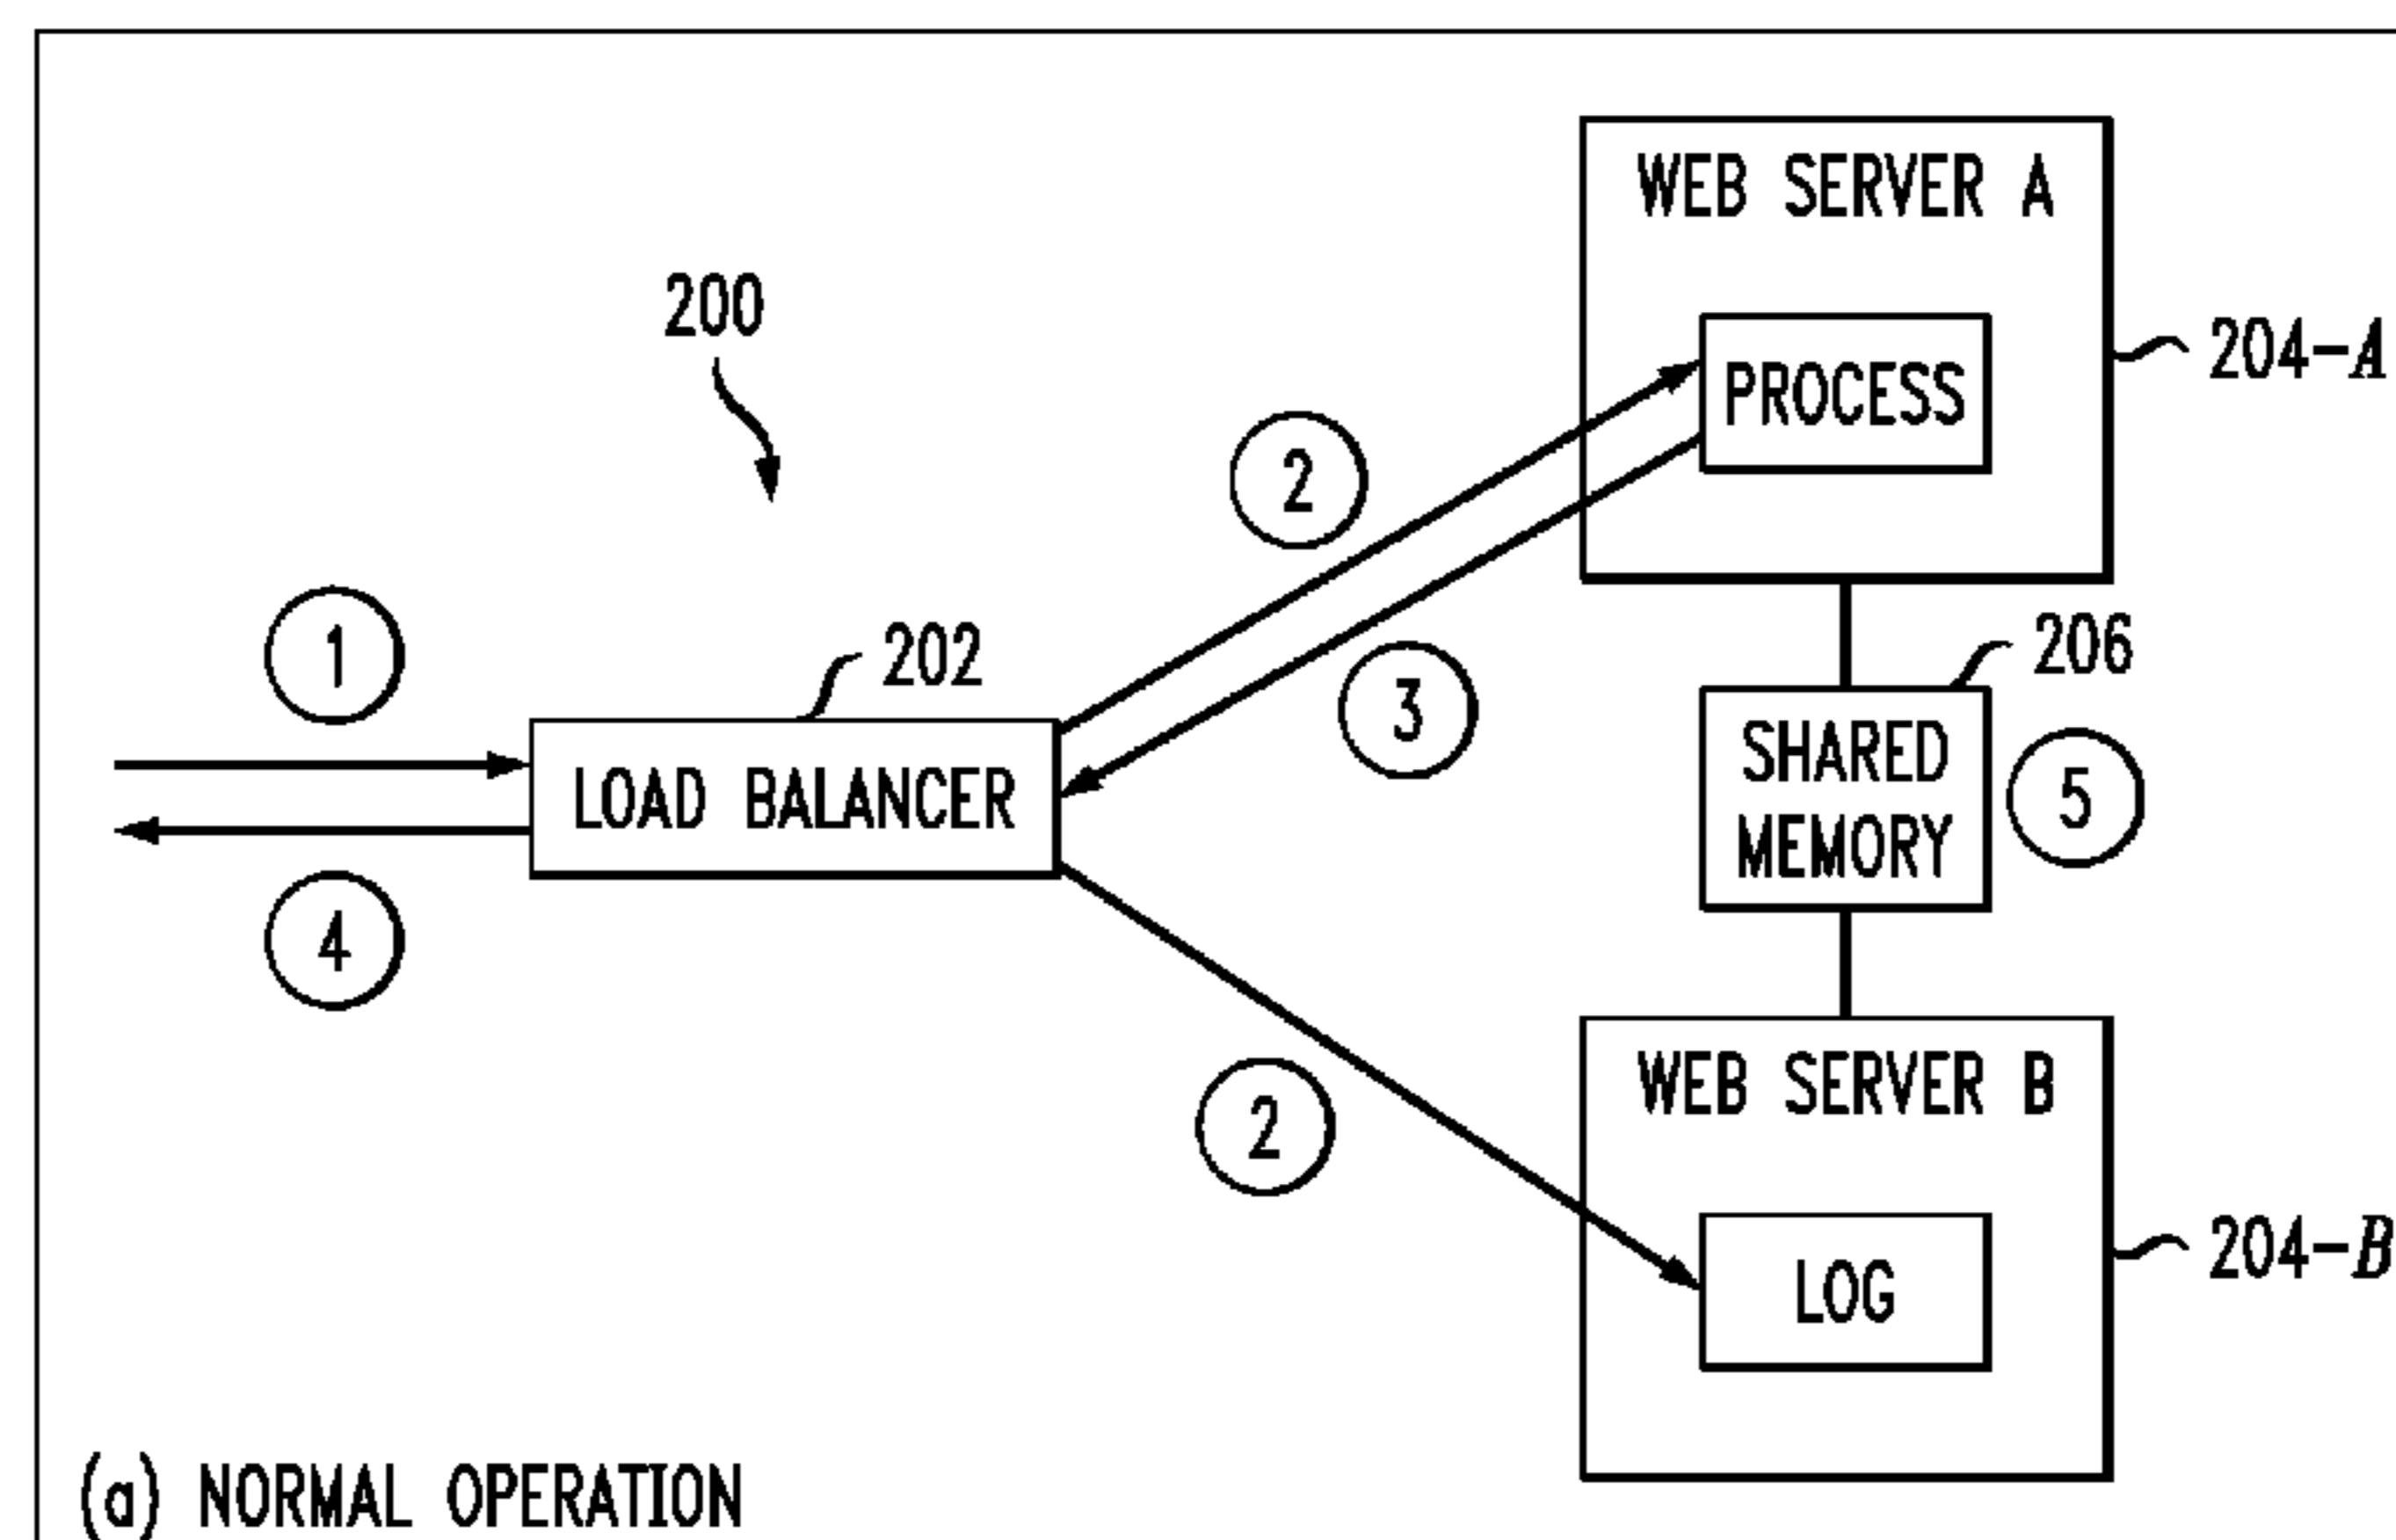 WEB SERVER A
200
PROCESS
204-A
2
1
202
206
3
LOAD BALANCER
SHARED
MEMORY
5
4
2
WEB SERVER B
LOG
204-B
(a) NORMAL OPERATION